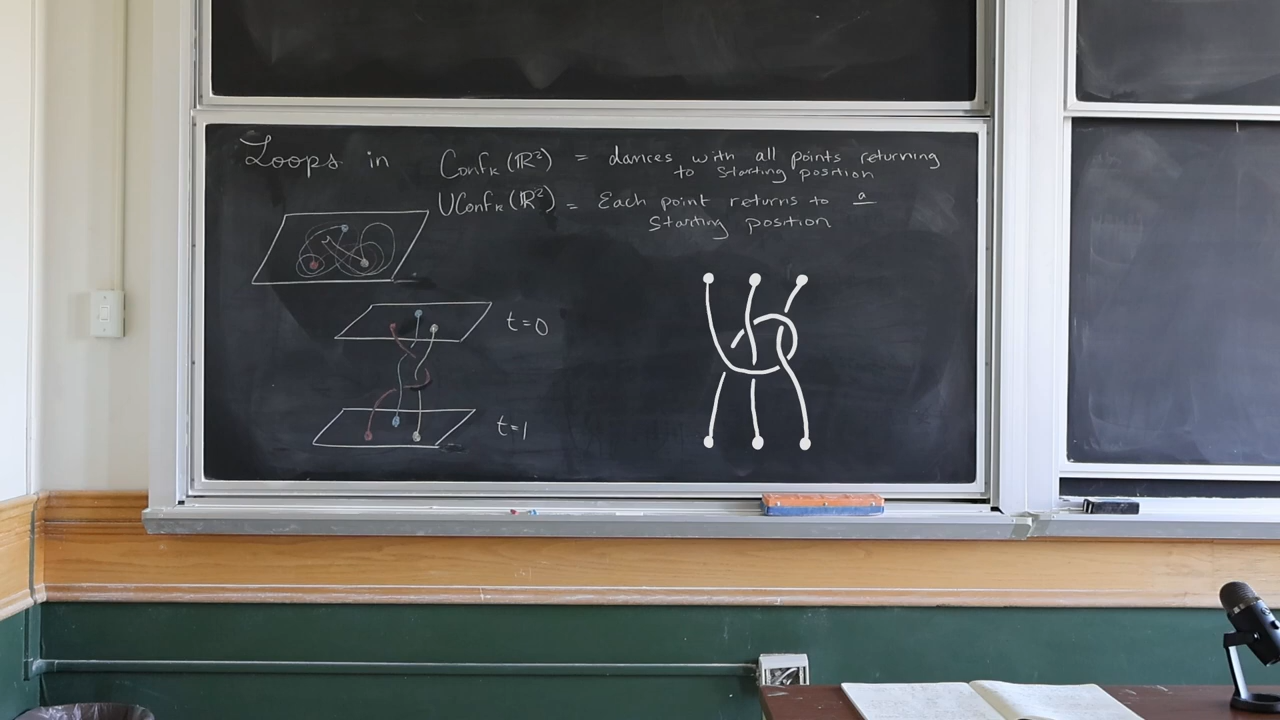 Loops in Confₖ(ℝ²) = dances with all points returning
to starting position
UConfₖ(ℝ²) = Each point returns to a
starting position
t=0
t=1